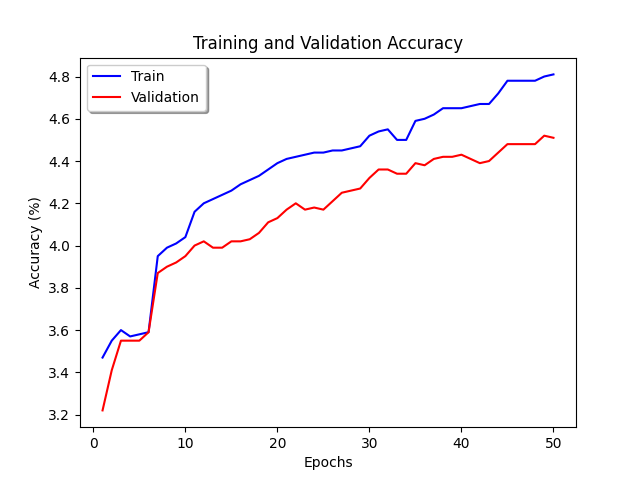 Training and Validation Accuracy
Train
Validation
Accuracy (%)
4.8
4.6
4.4
4.2
4.0
3.8
3.6
3.4
3.2
0 10 20 30 40 50
Epochs